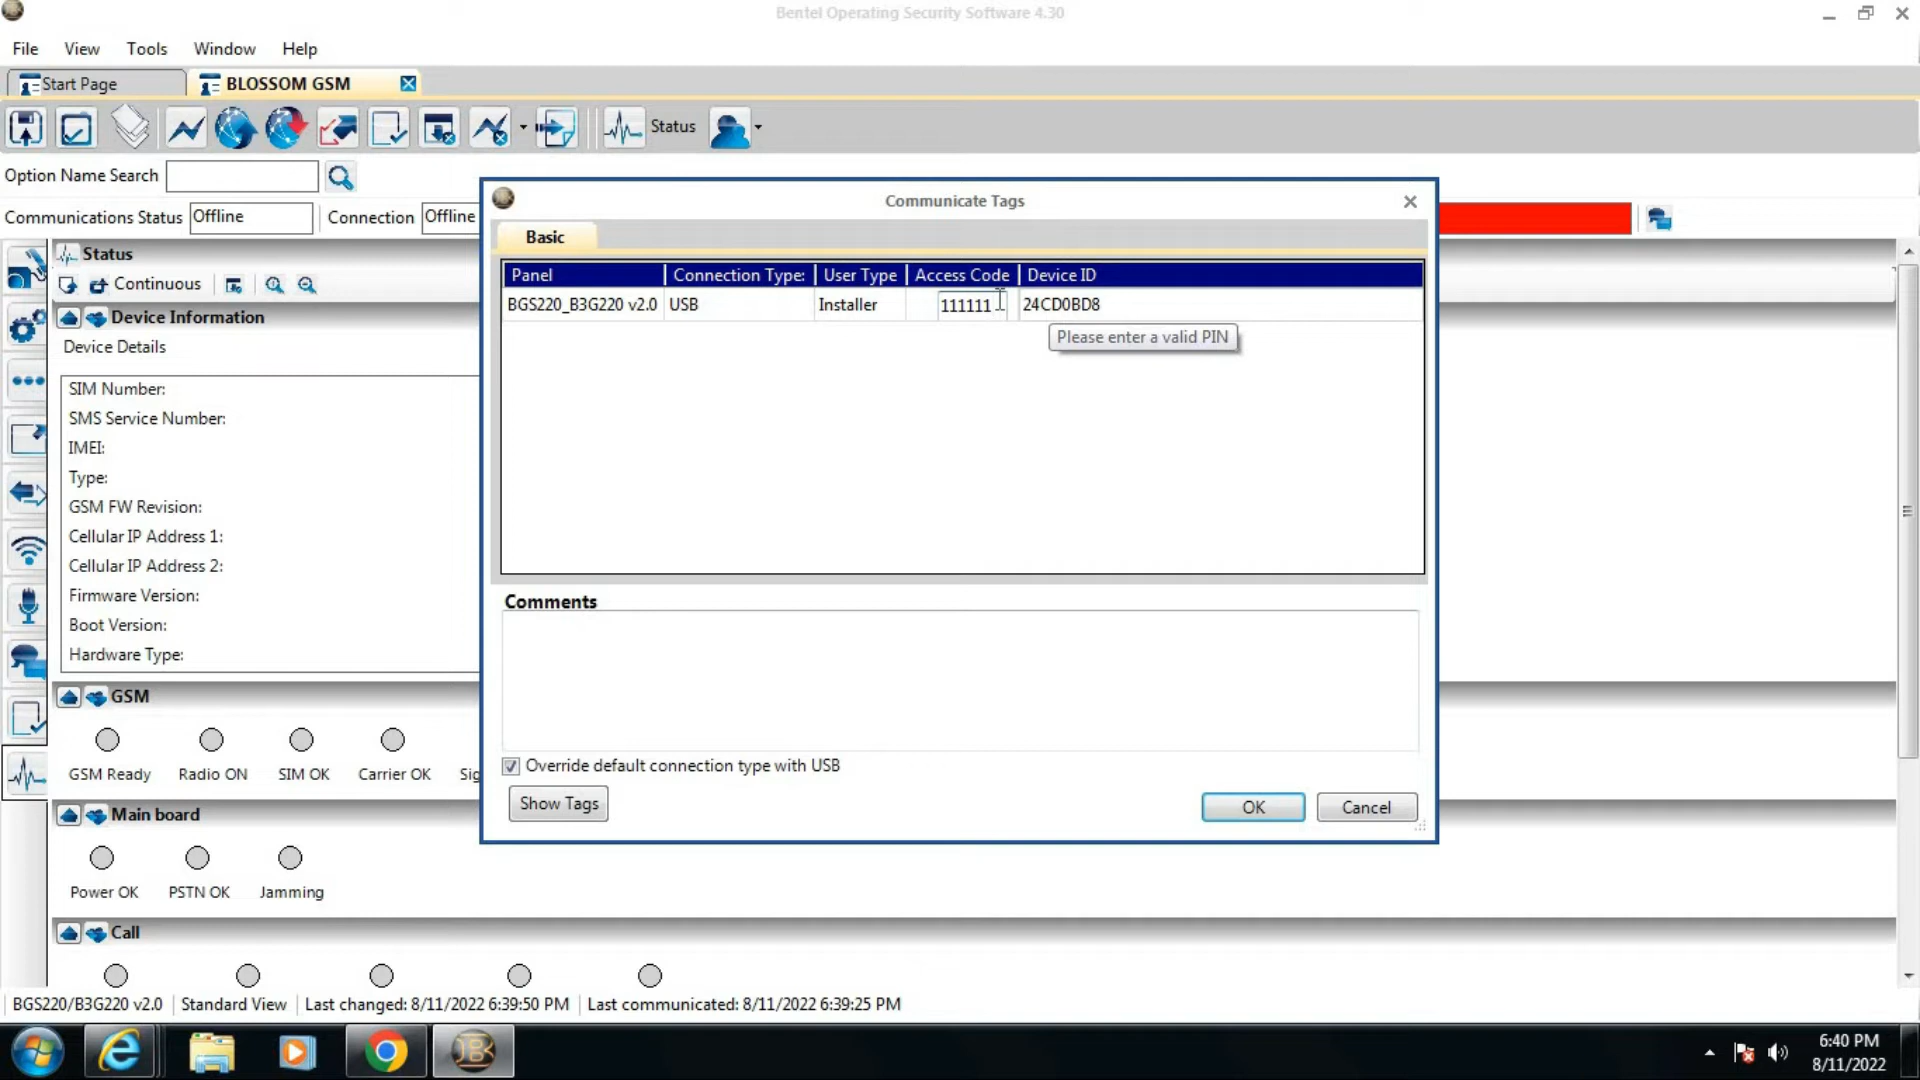 Bentel Operating Security Software 4.30
File View Tools Window Help
Start Page BLOSSOM GSM
Status
Option Name Search
Communications Status Offline Connection Offline
Communicate Tags
Basic
Panel Connection Type: User Type Access Code Device ID
BGS220_B3G220 v2.0 USB Installer 111111 24CD0BD8
Please enter a valid PIN
Comments
Override default connection type with USB
Show Tags OK Cancel
Status
Continuous
Device Information
Device Details
SIM Number:
SMS Service Number:
IMEI:
Type:
GSM FW Revision:
Cellular IP Address 1:
Cellular IP Address 2:
Firmware Version:
Boot Version:
Hardware Type:
GSM
GSM Ready Radio ON SIM OK Carrier OK Sig
Main board
Power OK PSTN OK Jamming
Call
BGS220/B3G220 v2.0 Standard View Last changed: 8/11/2022 6:39:50 PM Last communicated: 8/11/2022 6:39:25 PM
6:40 PM
8/11/2022